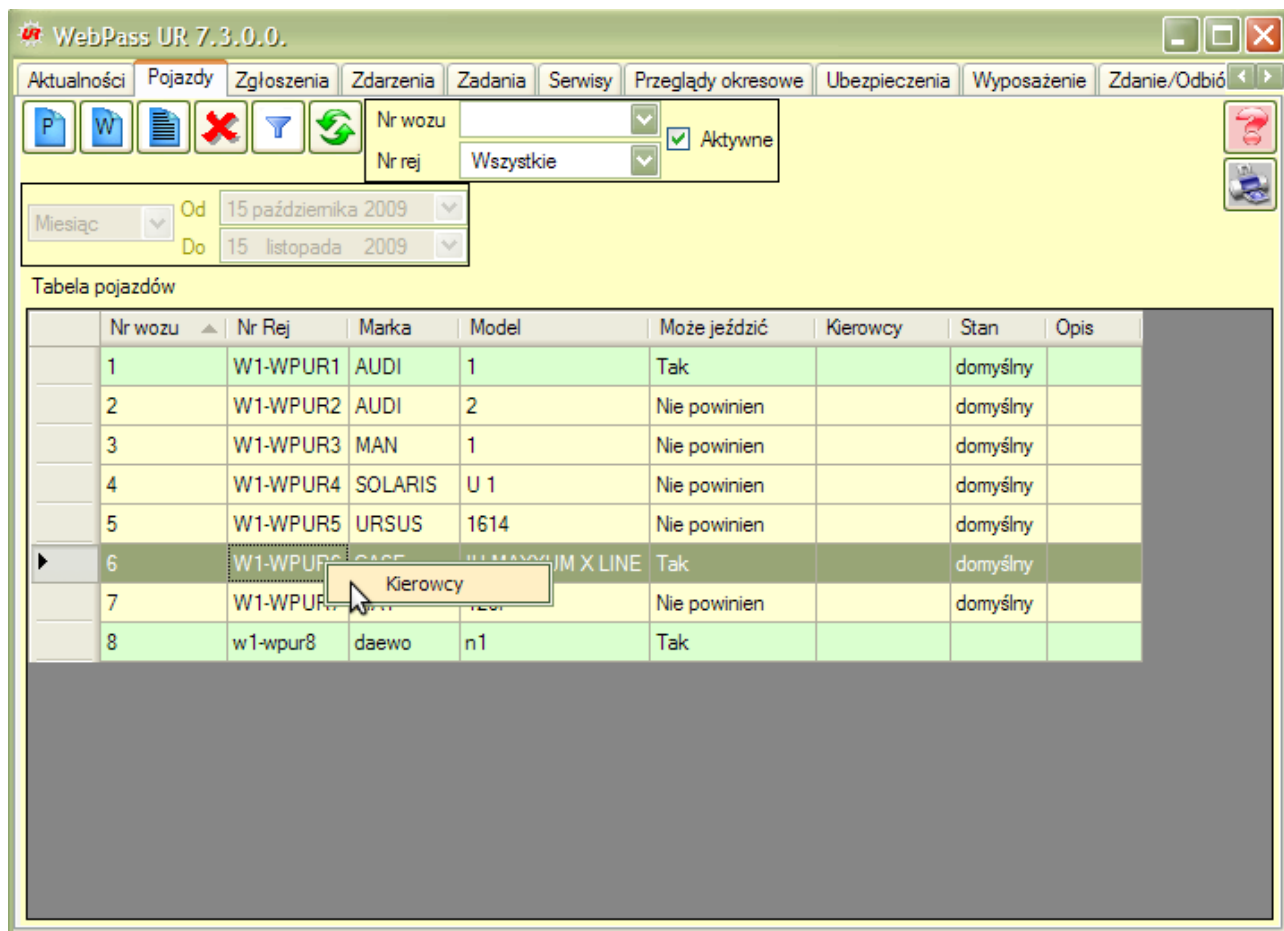 WebPass UR 7.3.0.0.
Aktualności Pojazdy Zgłoszenia Zdarzenia Zadania Serwisy Przeglądy okresowe Ubezpieczenia Wyposażenie Zdanie/Odbió
P W Nr wozu Aktywne
Nr rej Wszystkie
Miesiąc Od 15 października 2009
Do 15 listopada 2009
Tabela pojazdów
Nr wozu Nr Rej Marka Model Może jeździć Kierowcy Stan Opis
1 W1-WPUR1 AUDI 1 Tak domyślny
2 W1-WPUR2 AUDI 2 Nie powinien domyślny
3 W1-WPUR3 MAN 1 Nie powinien domyślny
4 W1-WPUR4 SOLARIS U 1 Nie powinien domyślny
5 W1-WPUR5 URSUS 1614 Nie powinien domyślny
6 X LINE Tak domyślny
Kierowcy
7 Nie powinien domyślny
8 w1-wpur8 daewo n1 Tak